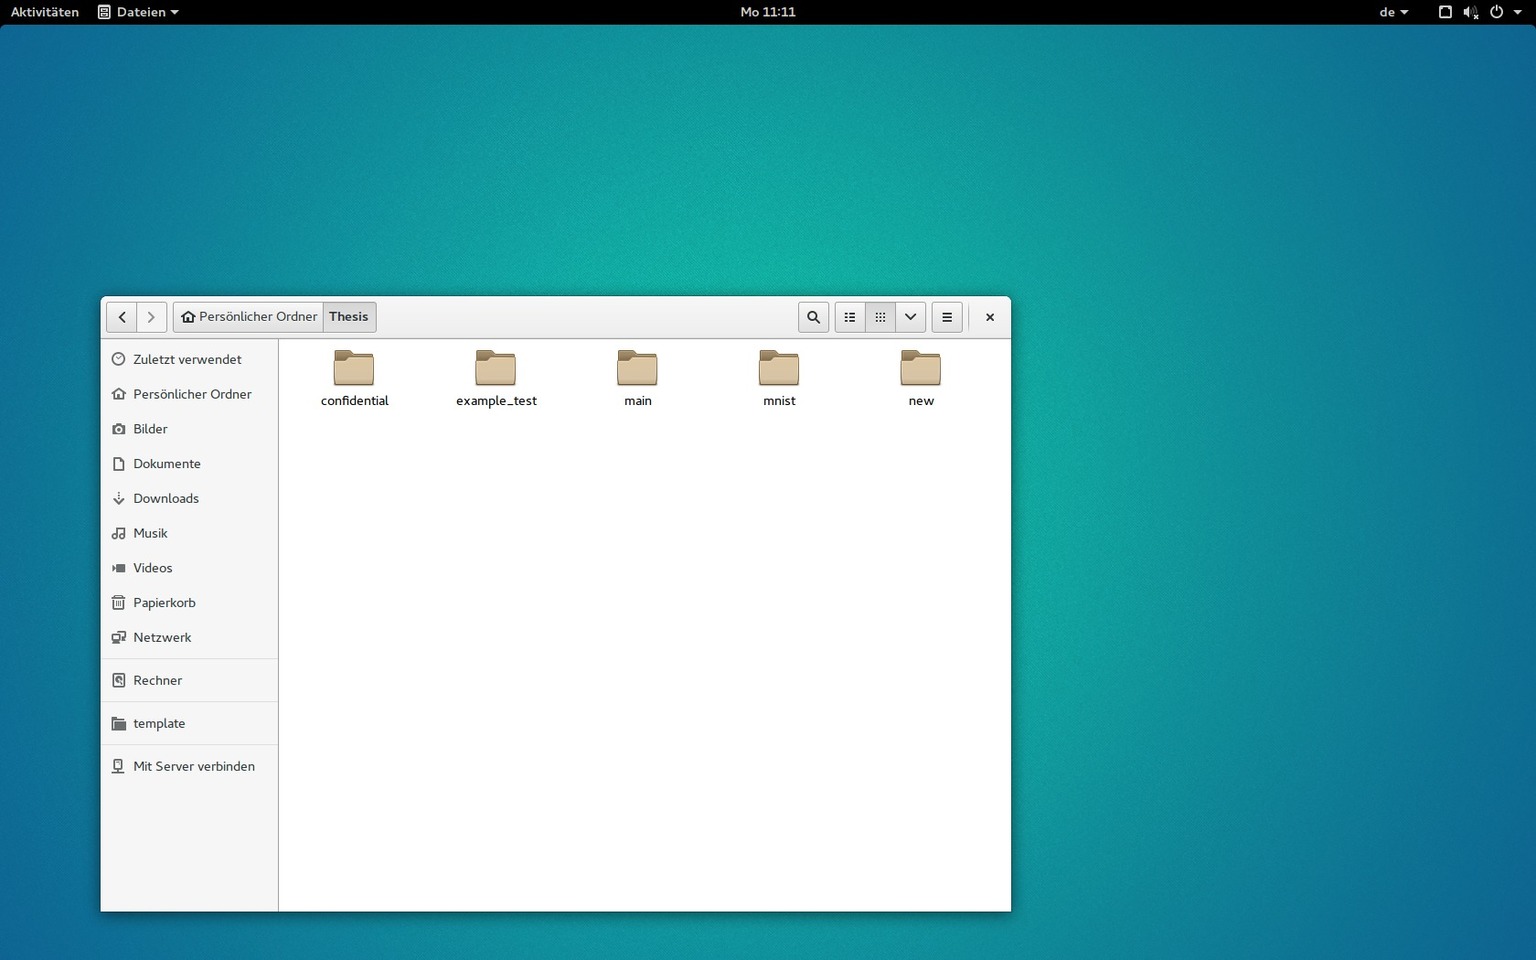 Aktivitäten Dateien Mo 11:11 de
Persönlicher Ordner Thesis
Zuletzt verwendet
Persönlicher Ordner
Bilder
Dokumente
Downloads
Musik
Videos
Papierkorb
Netzwerk
Rechner
template
Mit Server verbinden
confidential example_test main mnist new